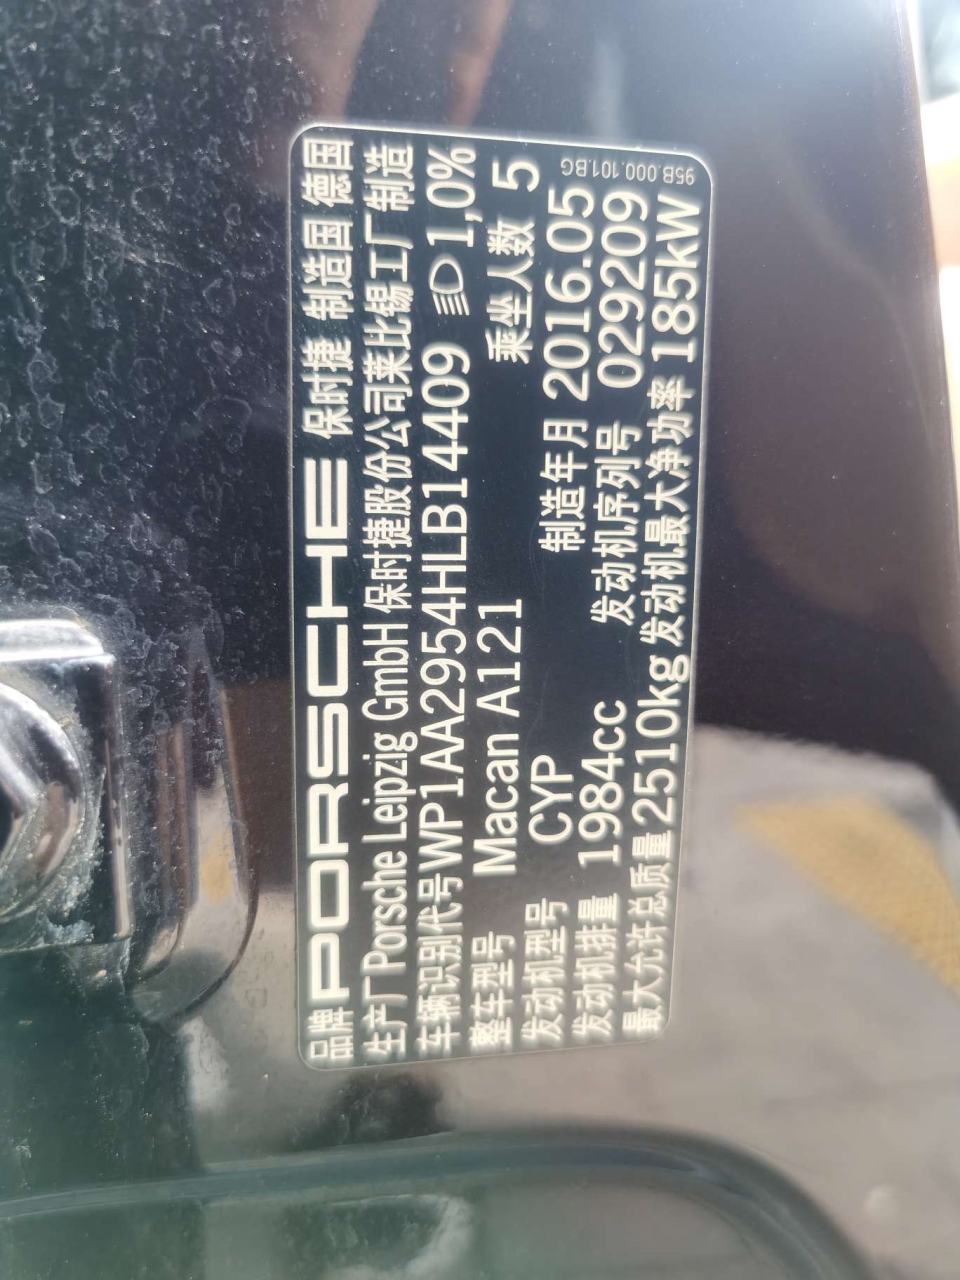 品牌 PORSCHE 保时捷 制造国 德国
生产厂 Porsche Leipzig GmbH 保时捷股份公司莱比锡工厂制造
车辆识别代号 WP1AA2954HLB14409 1,0%
整车型号 Macan A121 乘坐人数 5
发动机型号 CYP 制造年月 2016.05
发动机排量 1984cc 发动机序列号 029209
最大允许总质量 2510kg 发动机最大净功率 185kW
95B.000.101.BG